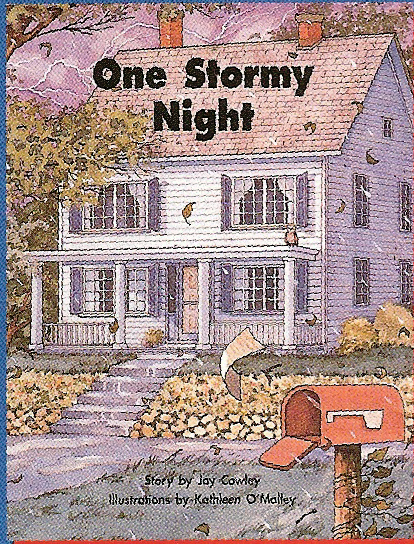 One Stormy
Night
Story by Joy Cowley
Illustrations by Kathleen O'Malley